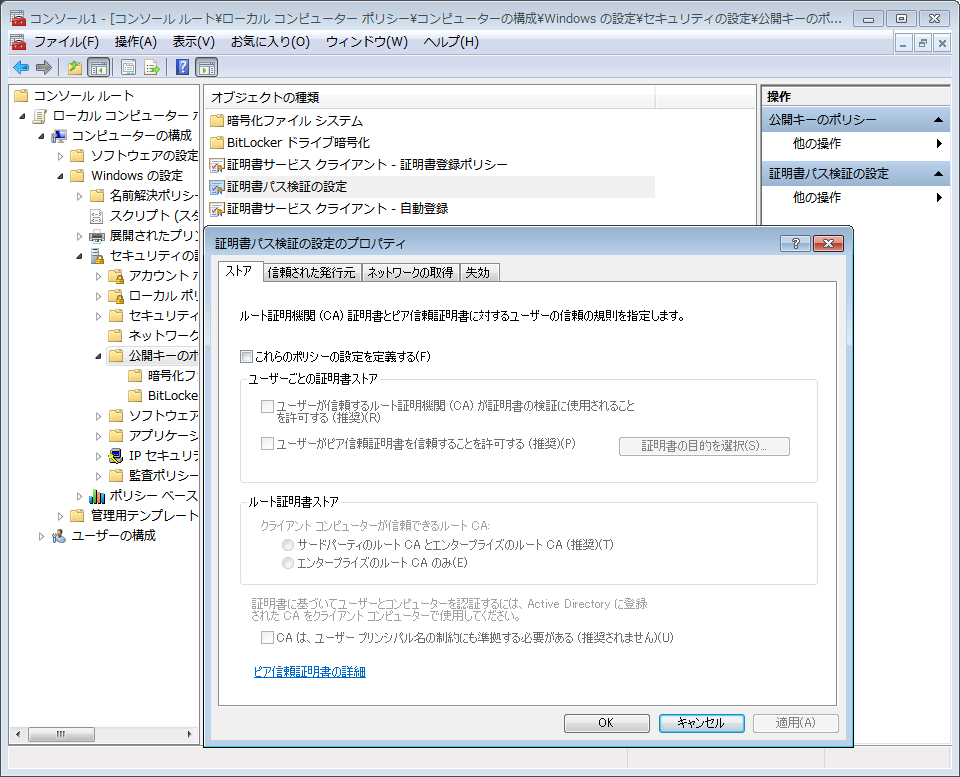 コンソール1 - [コンソール ルート¥ローカル コンピューター ポリシー¥コンピューターの構成¥Windows の設定¥セキュリティの設定¥公開キーのポ...
ファイル(F) 操作(A) 表示(V) お気に入り(O) ウィンドウ(W) ヘルプ(H)
コンソール ルート
ローカル コンピューター
コンピューターの構成
ソフトウェアの設定
Windows の設定
名前解決ポリシー
スクリプト (スタ
展開されたプリン
セキュリティの
アカウント
ローカル ポリ
セキュリティ
ネットワーク
公開キーのポ
暗号化フ
BitLocke
ソフトウェア
アプリケーシ
IP セキュリ
監査ポリシー
ポリシー ベース
管理用テンプレート
ユーザーの構成
オブジェクトの種類
暗号化ファイル システム
BitLocker ドライブ暗号化
証明書サービス クライアント - 証明書登録ポリシー
証明書パス検証の設定
証明書サービス クライアント - 自動登録
操作
公開キーのポリシー
他の操作
証明書パス検証の設定
他の操作
証明書パス検証の設定のプロパティ
ストア 信頼された発行元 ネットワークの取得 失効
ルート証明機関 (CA) 証明書とピア信頼証明書に対するユーザーの信頼の規則を指定します。
これらのポリシーの設定を定義する(F)
ユーザーごとの証明書ストア
ユーザーが信頼するルート証明機関 (CA) が証明書の検証に使用されること
を許可する (推奨)(R)
ユーザーがピア信頼証明書を信頼することを許可する (推奨)(P)
証明書の目的を選択(S)...
ルート証明書ストア
クライアント コンピューターが信頼できるルート CA:
サードパーティのルート CA とエンタープライズのルート CA (推奨)(T)
エンタープライズのルート CA のみ(E)
証明書に基づいてユーザーとコンピューターを認証するには、Active Directory に登録
された CA をクライアント コンピューターで使用してください。
CA は、ユーザー プリンシパル名の制約にも準拠する必要がある (推奨されません)(U)
ピア信頼証明書の詳細
OK キャンセル 適用(A)